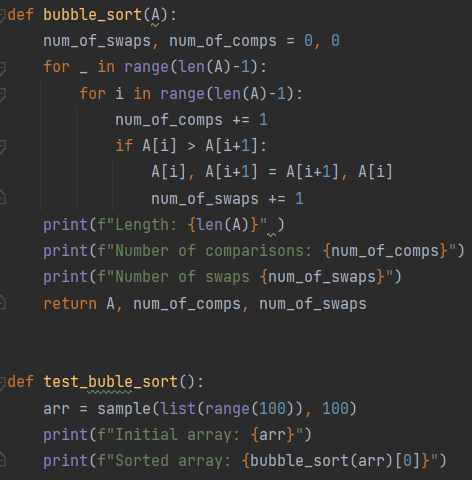 def bubble_sort(A):
    num_of_swaps, num_of_comps = 0, 0
    for _ in range(len(A)-1):
        for i in range(len(A)-1):
            num_of_comps += 1
            if A[i] > A[i+1]:
                A[i], A[i+1] = A[i+1], A[i]
                num_of_swaps += 1
    print(f"Length: {len(A)}" )
    print(f"Number of comparisons: {num_of_comps}")
    print(f"Number of swaps {num_of_swaps}")
    return A, num_of_comps, num_of_swaps
def test_buble_sort():
    arr = sample(list(range(100)), 100)
    print(f"Initial array: {arr}")
    print(f"Sorted array: {bubble_sort(arr)[0]}")